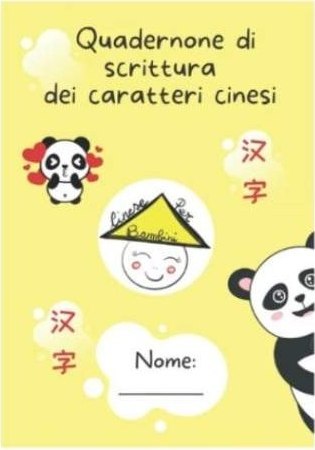 Quadernone di
scrittura
dei caratteri cinesi
汉
字
Cinese Per
Bambini
汉
字
Nome: